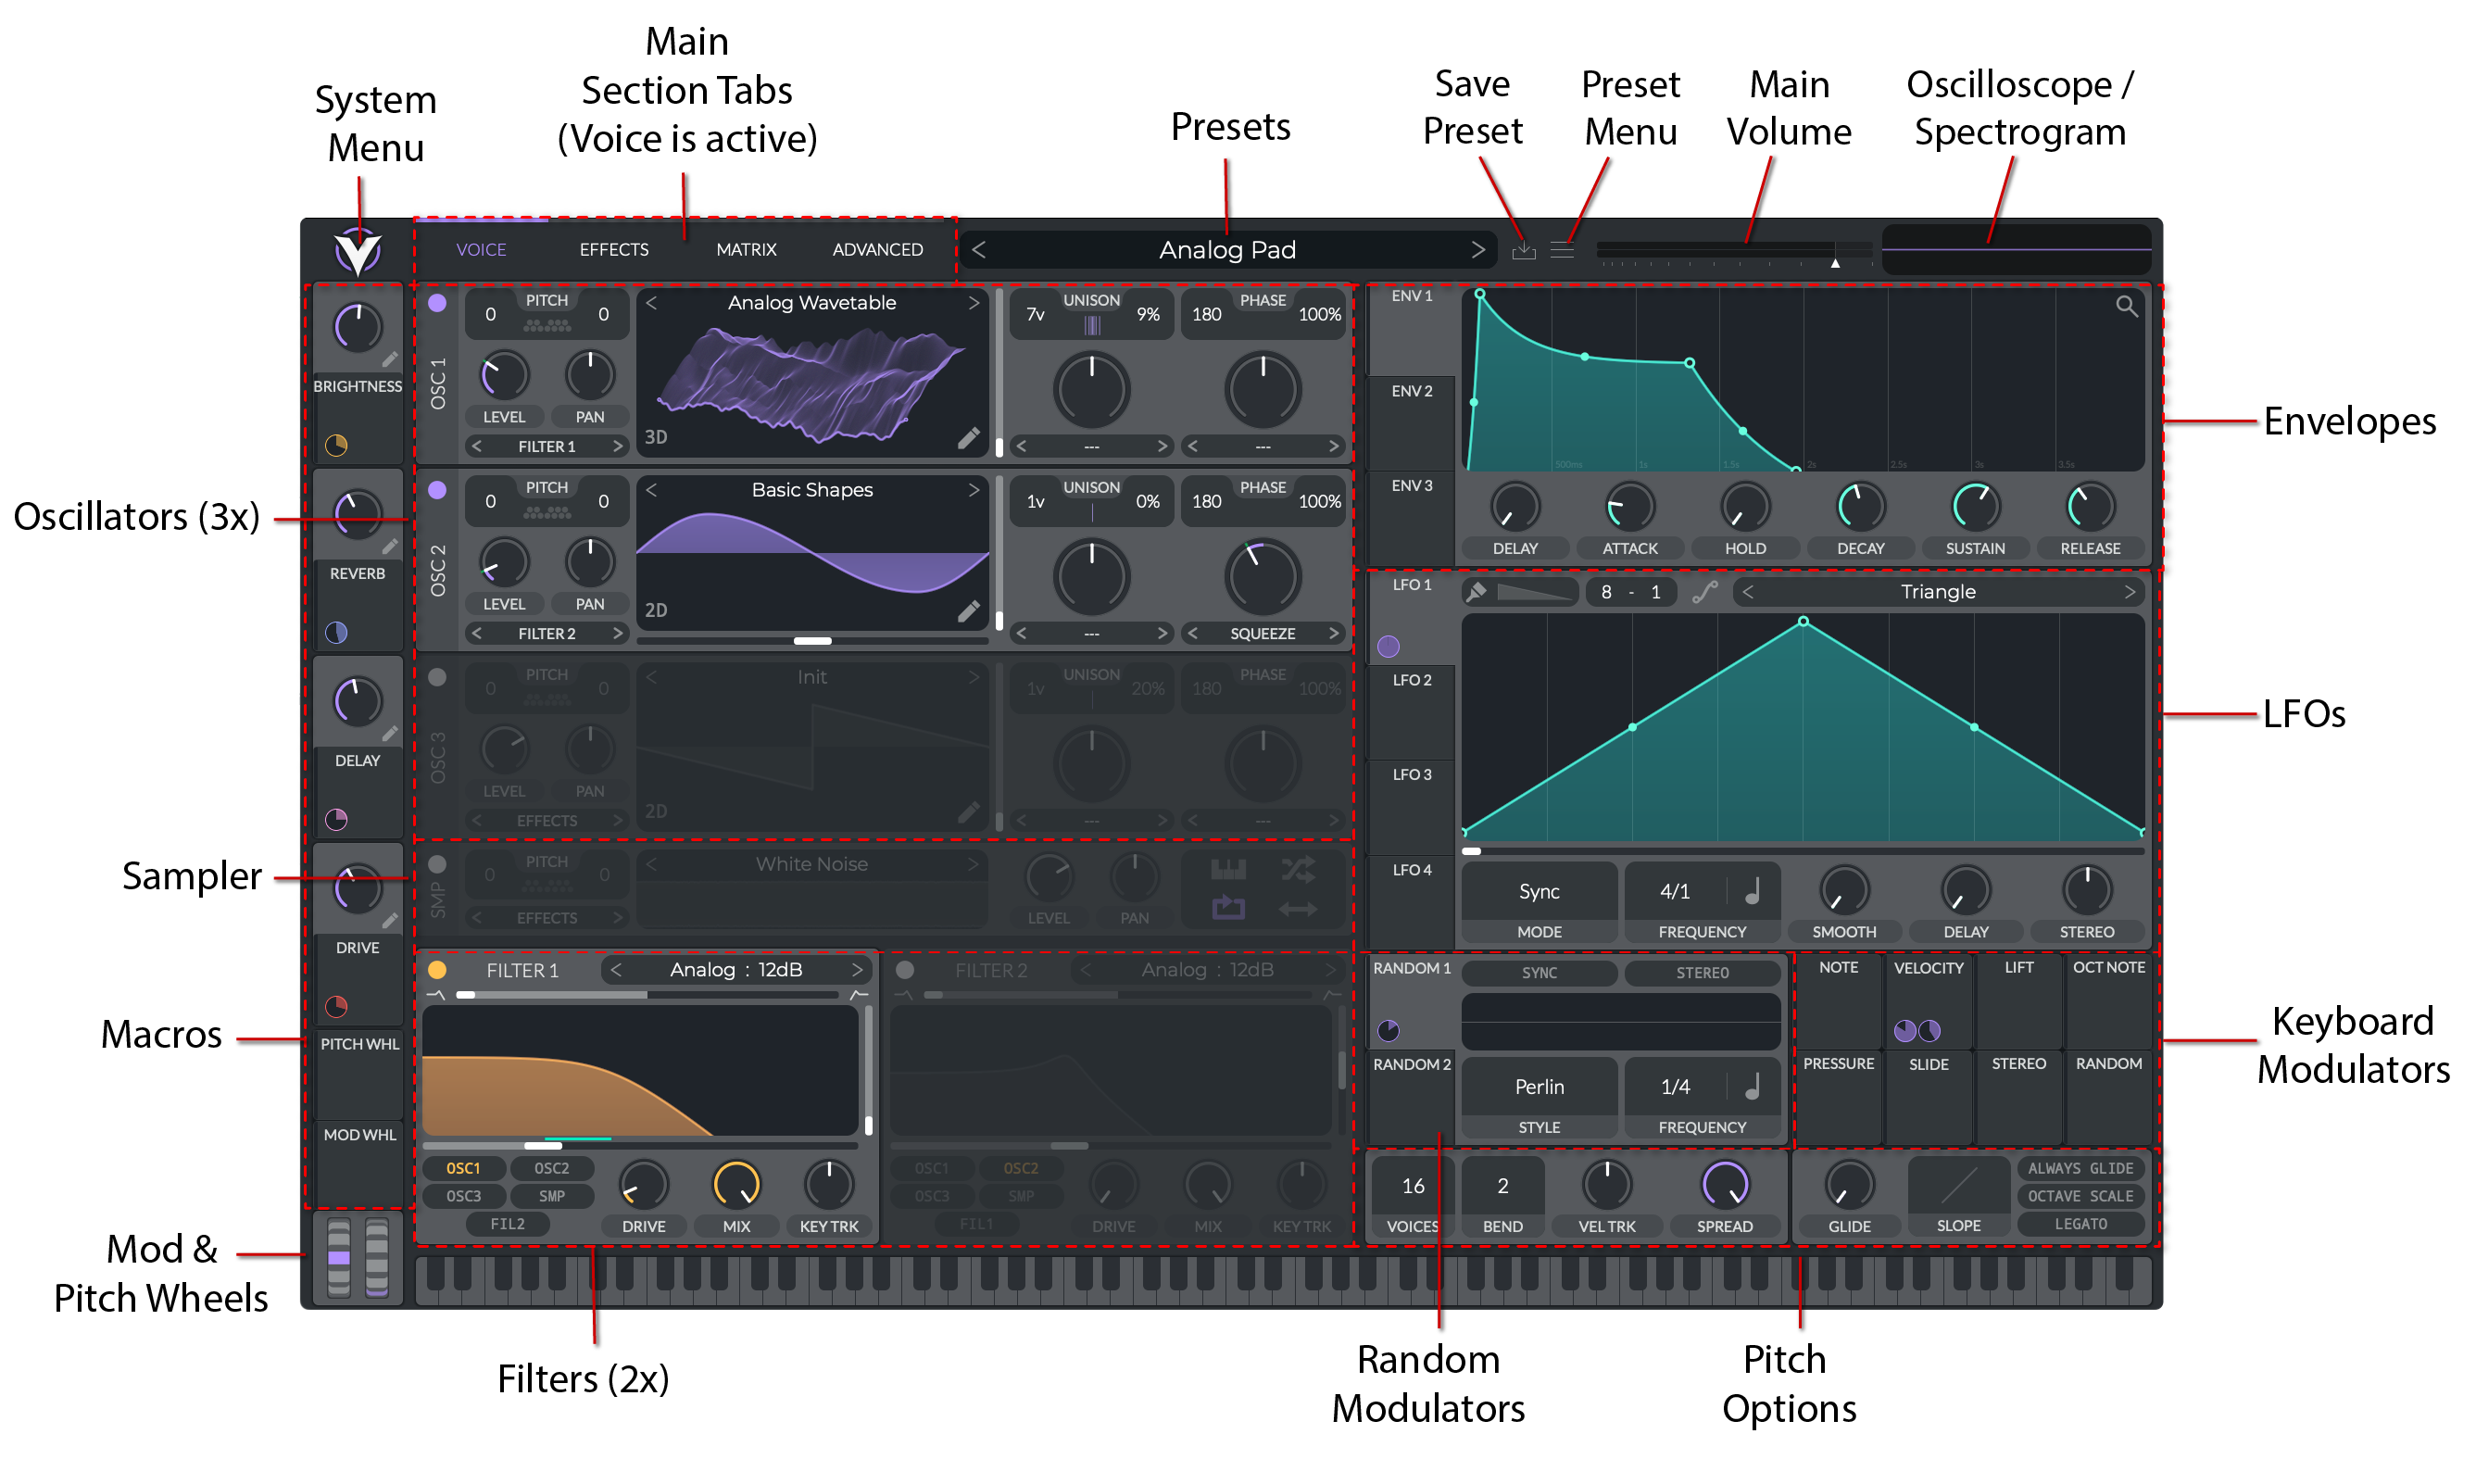 System
Menu
Main
Section Tabs
(Voice is active)
Presets
Save
Preset
Preset
Menu
Main
Volume
Oscilloscope /
Spectrogram
VOICE
EFFECTS
MATRIX
ADVANCED
< Analog Pad >
BRIGHTNESS
REVERB
DELAY
DRIVE
PITCH WHL
MOD WHL
OSC 1
0 PITCH 0
LEVEL PAN
< FILTER 1 >
< Analog Wavetable >
3D
7v UNISON 9%
< --- >
180 PHASE 100%
< --- >
OSC 2
0 PITCH 0
LEVEL PAN
< FILTER 2 >
< Basic Shapes >
2D
1v UNISON 0%
< --- >
180 PHASE 100%
< SQUEEZE >
OSC 3
0 PITCH 0
LEVEL PAN
< EFFECTS >
< Init >
2D
1v UNISON 20%
< --- >
180 PHASE 100%
< --- >
SMP
0 PITCH 0
< EFFECTS >
< White Noise >
LEVEL PAN
FILTER 1 < Analog : 12dB >
OSC1 OSC2
OSC3 SMP
FIL2
DRIVE MIX KEY TRK
FILTER 2 < Analog : 12dB >
OSC1 OSC2
OSC3 SMP
FIL1
DRIVE MIX KEY TRK
ENV 1
ENV 2
ENV 3
500ms 1s 1.5s 2s 2.5s 3s 3.5s
DELAY ATTACK HOLD DECAY SUSTAIN RELEASE
LFO 1
LFO 2
LFO 3
LFO 4
8 - 1
< Triangle >
Sync
MODE
4/1
FREQUENCY
SMOOTH DELAY STEREO
RANDOM 1
RANDOM 2
SYNC STEREO
Perlin
STYLE
1/4
FREQUENCY
NOTE VELOCITY LIFT OCT NOTE
PRESSURE SLIDE STEREO RANDOM
16
VOICES
2
BEND
VEL TRK SPREAD
GLIDE SLOPE
ALWAYS GLIDE
OCTAVE SCALE
LEGATO
Oscillators (3x)
Sampler
Macros
Mod &
Pitch Wheels
Filters (2x)
Envelopes
LFOs
Keyboard
Modulators
Random
Modulators
Pitch
Options